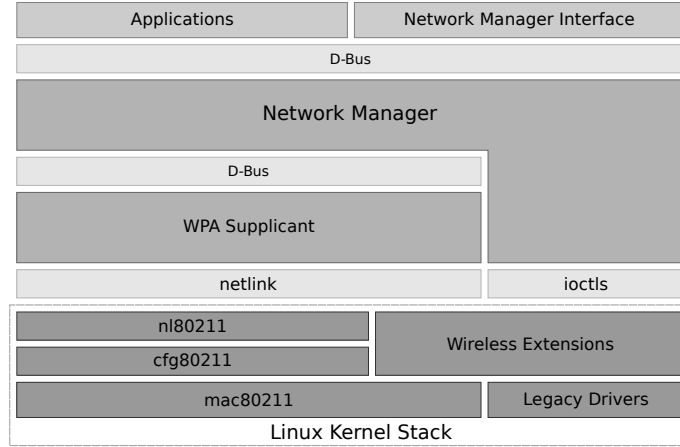 Applications
Network Manager Interface
D-Bus
Network Manager
D-Bus
WPA Supplicant
netlink
ioctls
nl80211
Wireless Extensions
cfg80211
mac80211
Legacy Drivers
Linux Kernel Stack